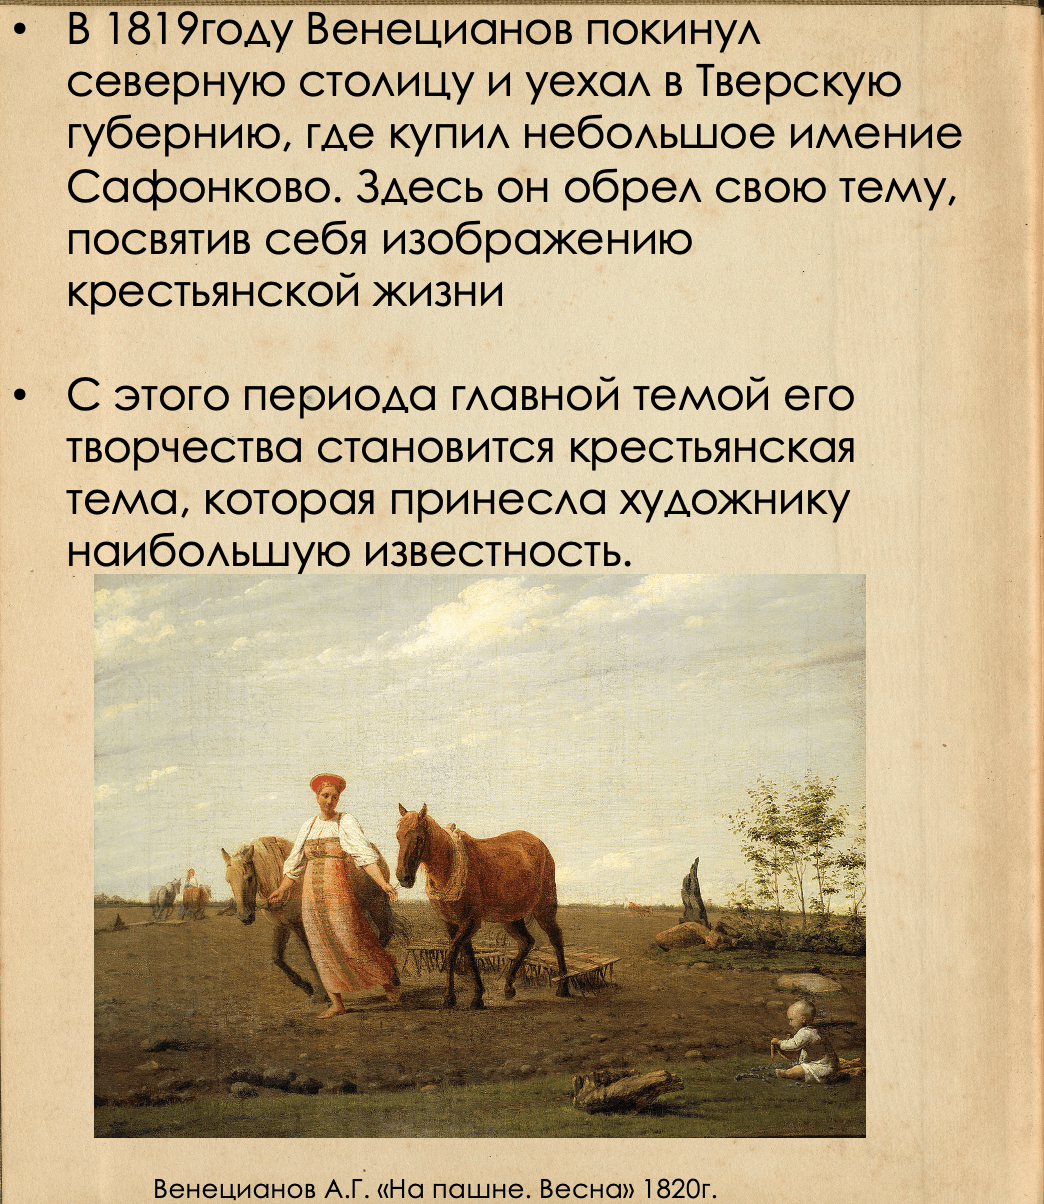 • В 1819году Венецианов покинул
северную столицу и уехал в Тверскую
губернию, где купил небольшое имение
Сафонково. Здесь он обрел свою тему,
посвятив себя изображению
крестьянской жизни
• С этого периода главной темой его
творчества становится крестьянская
тема, которая принесла художнику
наибольшую известность.
Венецианов А.Г. «На пашне. Весна» 1820г.